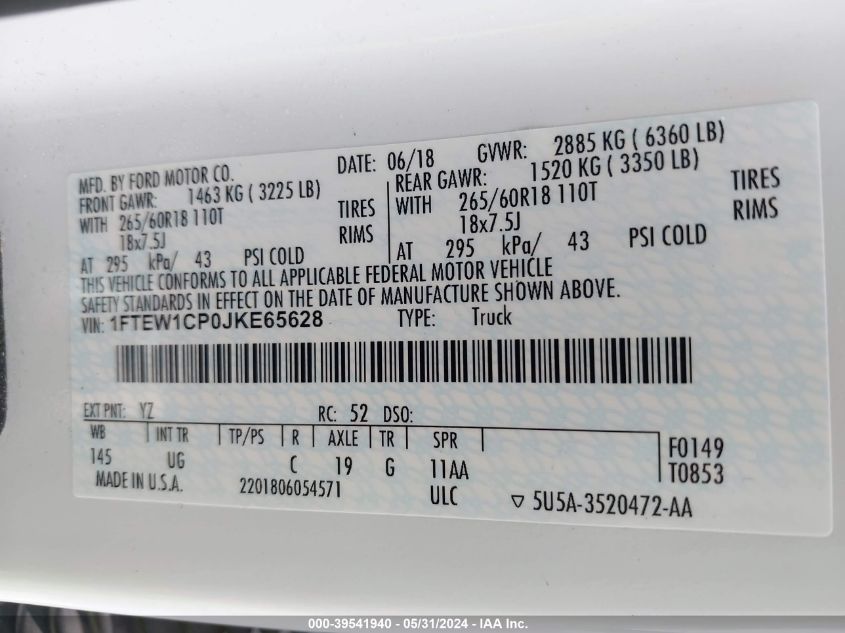 MFD. BY FORD MOTOR CO. DATE: 06/18 GVWR: 2885 KG ( 6360 LB)
FRONT GAWR: 1463 KG ( 3225 LB) REAR GAWR: 1520 KG ( 3350 LB)
WITH 265/60R18 110T TIRES WITH 265/60R18 110T TIRES
18x7.5J RIMS 18x7.5J RIMS
AT 295 kPa/ 43 PSI COLD AT 295 kPa/ 43 PSI COLD
THIS VEHICLE CONFORMS TO ALL APPLICABLE FEDERAL MOTOR VEHICLE
SAFETY STANDARDS IN EFFECT ON THE DATE OF MANUFACTURE SHOWN ABOVE.
VIN: 1FTEW1CP0JKE65628 TYPE: Truck
EXT PNT: YZ RC: 52 DSO:
WB INT TR TP/PS R AXLE TR SPR F0149
145 UG C 19 G 11AA T0853
MADE IN U.S.A. 2201806054571 ULC ▽ 5U5A-3520472-AA
000-39541940 - 05/31/2024 - IAA Inc.